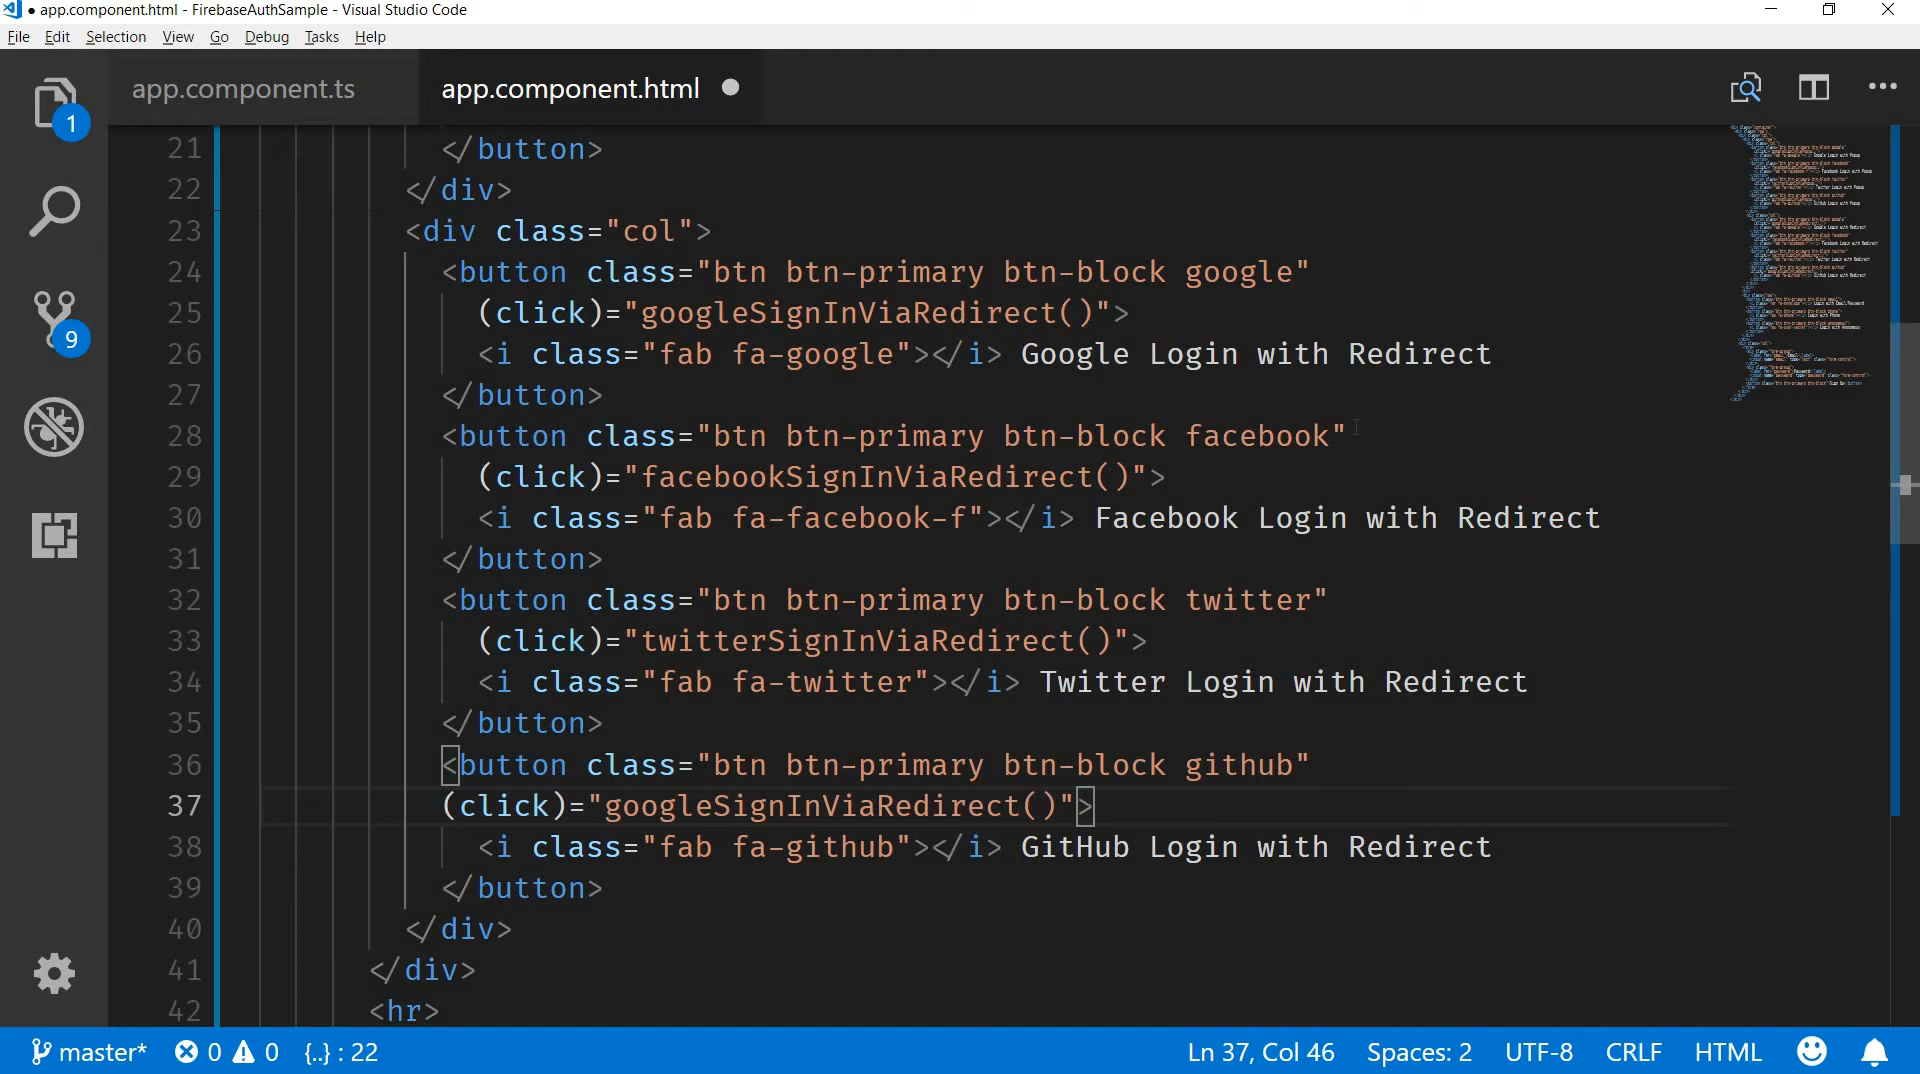 ● app.component.html - FirebaseAuthSample - Visual Studio Code
File Edit Selection View Go Debug Tasks Help
app.component.ts app.component.html
1
9
21 </button>
22 </div>
23 <div class="col">
24 <button class="btn btn-primary btn-block google"
25 (click)="googleSignInViaRedirect()">
26 <i class="fab fa-google"></i> Google Login with Redirect
27 </button>
28 <button class="btn btn-primary btn-block facebook"
29 (click)="facebookSignInViaRedirect()">
30 <i class="fab fa-facebook-f"></i> Facebook Login with Redirect
31 </button>
32 <button class="btn btn-primary btn-block twitter"
33 (click)="twitterSignInViaRedirect()">
34 <i class="fab fa-twitter"></i> Twitter Login with Redirect
35 </button>
36 <button class="btn btn-primary btn-block github"
37 (click)="googleSignInViaRedirect()">
38 <i class="fab fa-github"></i> GitHub Login with Redirect
39 </button>
40 </div>
41 </div>
42 <hr>
master* 0 0 {..} : 22 Ln 37, Col 46 Spaces: 2 UTF-8 CRLF HTML